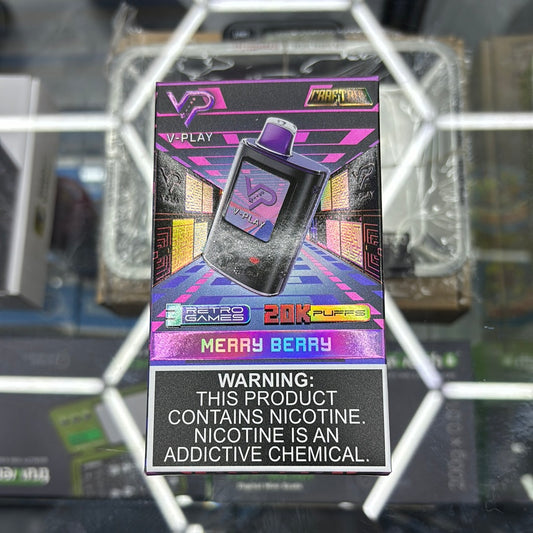 VP
V-PLAY
CRAFTBOX
VP
V-PLAY
3 RETRO GAMES
20K PUFFS
MERRY BERRY
WARNING:
THIS PRODUCT
CONTAINS NICOTINE.
NICOTINE IS AN
ADDICTIVE CHEMICAL.